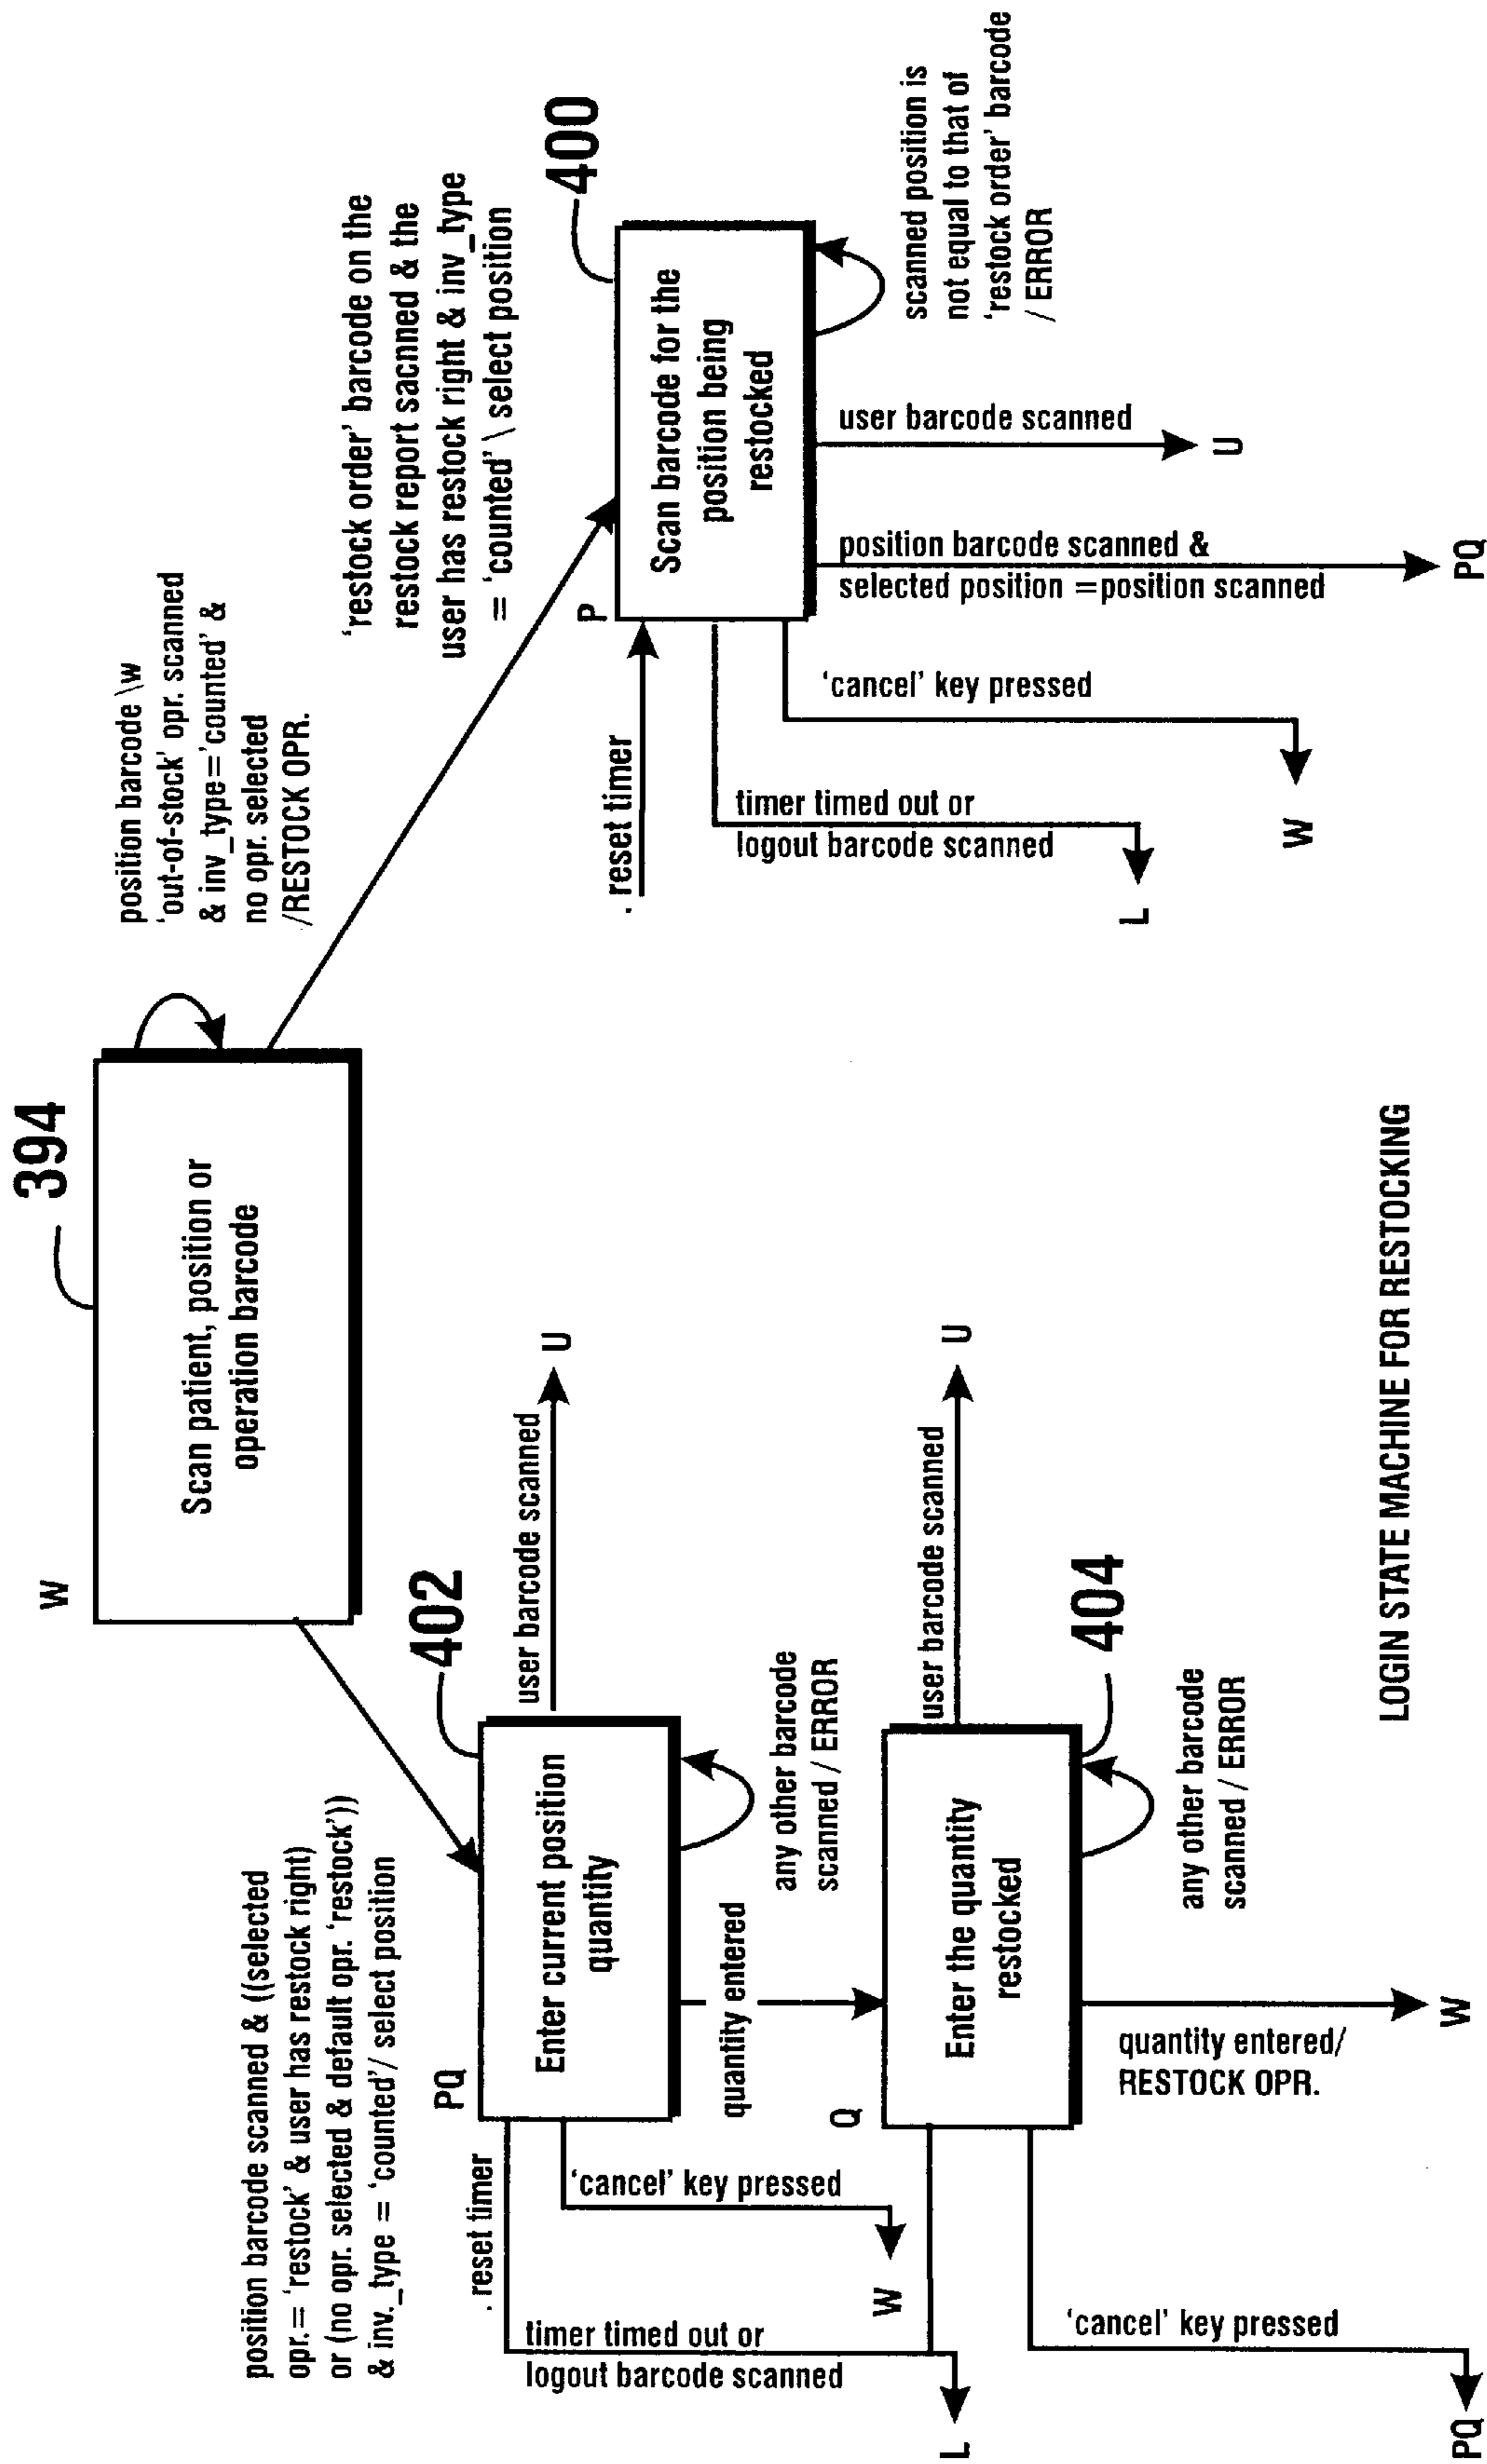 394
W
Scan patient, position or
operation barcode
position barcode \w
'out-of-stock' opr. scanned
& inv_type='counted' &
no opr. selected
/RESTOCK OPR.
'restock order' barcode on the
restock report sacnned & the
user has restock right & inv_type
= 'counted' \ select position
400
P
Scan barcode for the
position being
restocked
. reset timer
scanned position is
not equal to that of
'restock order' barcode
/ ERROR
user barcode scanned
U
position barcode scanned &
selected position =position scanned
PQ
'cancel' key pressed
W
timer timed out or
logout barcode scanned
L
position barcode scanned & ((selected
opr.= 'restock' & user has restock right)
or (no opr. selected & default opr. 'restock'))
& inv._type = 'counted'/ select position
402
PQ
Enter current position
quantity
user barcode scanned
U
any other barcode
scanned / ERROR
quantity entered
. reset timer
'cancel' key pressed
W
timer timed out or
logout barcode scanned
L
404
Q
Enter the quantity
restocked
user barcode scanned
U
any other barcode
scanned / ERROR
quantity entered/
RESTOCK OPR.
W
'cancel' key pressed
PQ
LOGIN STATE MACHINE FOR RESTOCKING